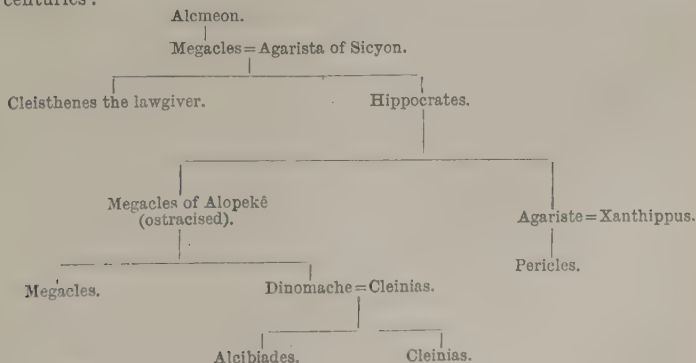 centuries:
Alcmeon.
Megacles=Agarista of Sicyon.
Cleisthenes the lawgiver. Hippocrates.
Megacles of Alopekê
(ostracised). Agariste=Xanthippus.
Pericles.
Megacles. Dinomache=Cleinias.
Alcibiades. Cleinias.